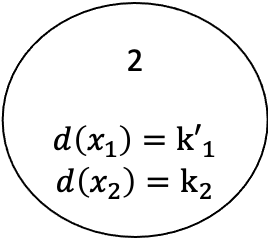 2
d(x₁) = k′₁
d(x₂) = k₂